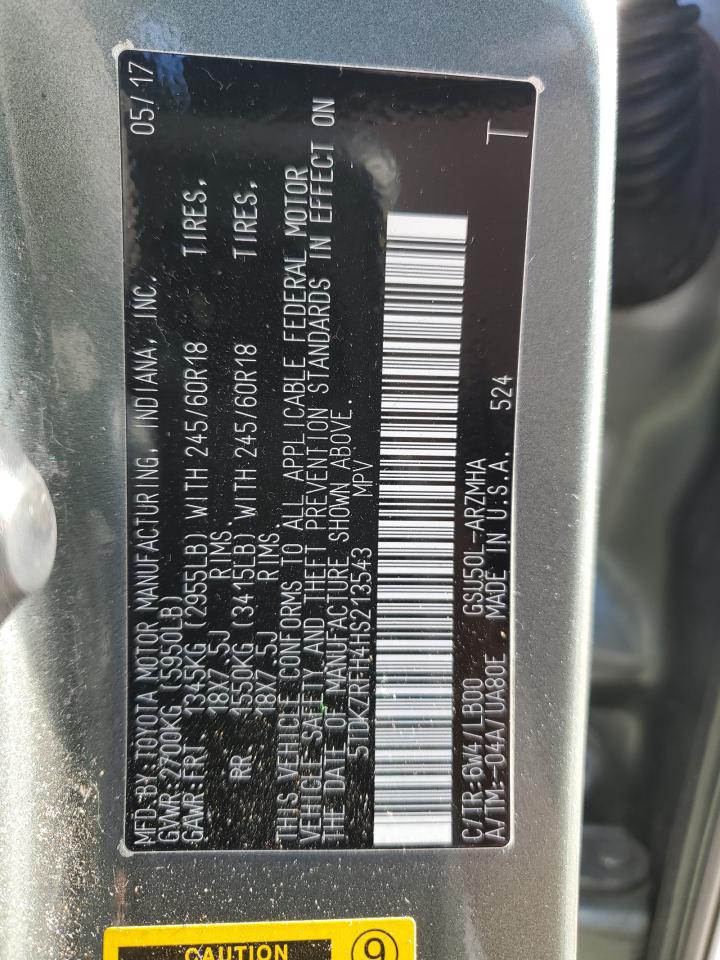 MFD BY:TOYOTA MOTOR MANUFACTURING, INDIANA, INC. 05/17
GVWR:2700KG (5950LB)
GAWR:FRT 1345KG (2955LB) WITH 245/60R18 TIRES,
18X7.5J RIMS.
RR. 1550KG (3415LB) WITH 245/60R18 TIRES,
18X7.5J RIMS.
THIS VEHICLE CONFORMS TO ALL APPLICABLE FEDERAL MOTOR
VEHICLE SAFETY AND THEFT PREVENTION STANDARDS IN EFFECT ON
THE DATE OF MANUFACTURE SHOWN ABOVE.
5TDKZRFH4HS213543 MPV
T
C/TR:6W4/LB00 GSU50L-ARZMHA
A/TM:-04A/UA80E MADE IN U.S.A. 524
CAUTION 9